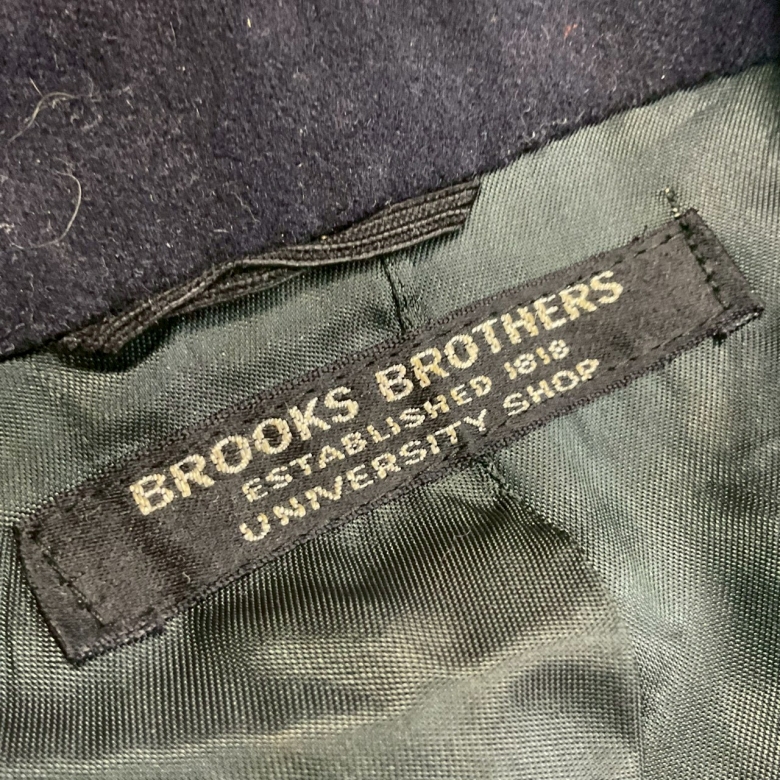 BROOKS BROTHERS
ESTABLISHED 1818
UNIVERSITY SHOP